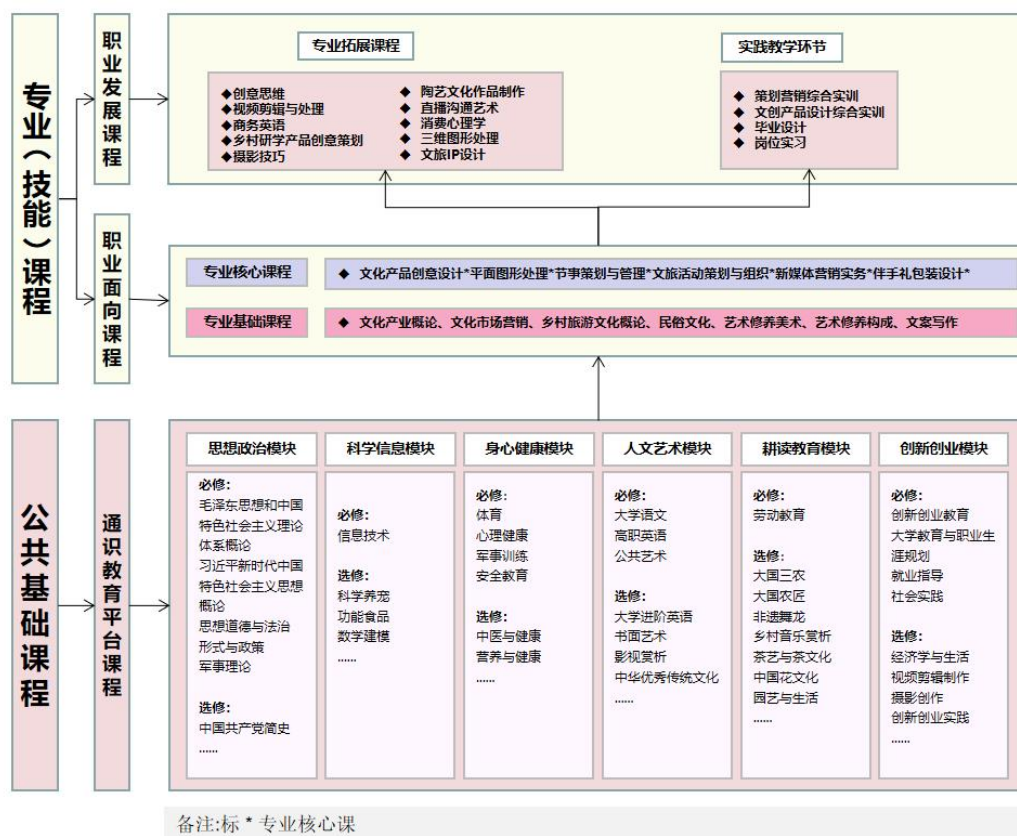 专业（技能）课程
职业发展课程
专业拓展课程
◆创意思维
◆视频剪辑与处理
◆商务英语
◆乡村研学产品创意策划
◆摄影技巧
◆ 陶艺文化作品制作
◆ 直播沟通艺术
◆ 消费心理学
◆ 三维图形处理
◆ 文旅IP设计
实践教学环节
◆ 策划营销综合实训
◆ 文创产品设计综合实训
◆ 毕业设计
◆ 岗位实习
职业面向课程
专业核心课程
◆ 文化产品创意设计*平面图形处理*节事策划与管理*文旅活动策划与组织*新媒体营销实务*伴手礼包装设计*
专业基础课程
◆ 文化产业概论、文化市场营销、乡村旅游文化概论、民俗文化、艺术修养美术、艺术修养构成、文案写作
公共基础课程
通识教育平台课程
思想政治模块
必修：
毛泽东思想和中国
特色社会主义理论
体系概论
习近平新时代中国
特色社会主义思想
概论
思想道德与法治
形式与政策
军事理论
选修：
中国共产党简史
......
科学信息模块
必修：
信息技术
选修：
科学养宠
功能食品
数学建模
......
身心健康模块
必修：
体育
心理健康
军事训练
安全教育
选修：
中医与健康
营养与健康
......
人文艺术模块
必修：
大学语文
高职英语
公共艺术
选修：
大学进阶英语
书面艺术
影视赏析
中华优秀传统文化
......
耕读教育模块
必修：
劳动教育
选修：
大国三农
大国农匠
非遗舞龙
乡村音乐赏析
茶艺与茶文化
中国花文化
园艺与生活
......
创新创业模块
必修：
创新创业教育
大学教育与职业生
涯规划
就业指导
社会实践
选修：
经济学与生活
视频剪辑制作
摄影创作
创新创业实践
......
备注:标 * 专业核心课